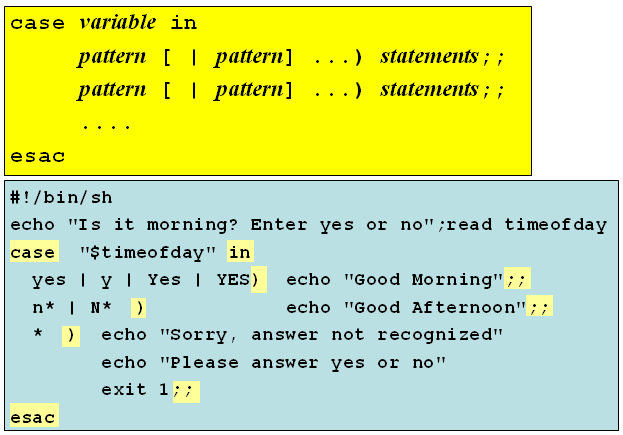 case variable in
pattern [ | pattern] ...) statements;;
pattern [ | pattern] ...) statements;;
....
esac
#!/bin/sh
echo "Is it morning? Enter yes or no";read timeofday
case "$timeofday" in
yes | y | Yes | YES) echo "Good Morning";;
n* | N* ) echo "Good Afternoon";;
* ) echo "Sorry, answer not recognized"
echo "Please answer yes or no"
exit 1;;
esac